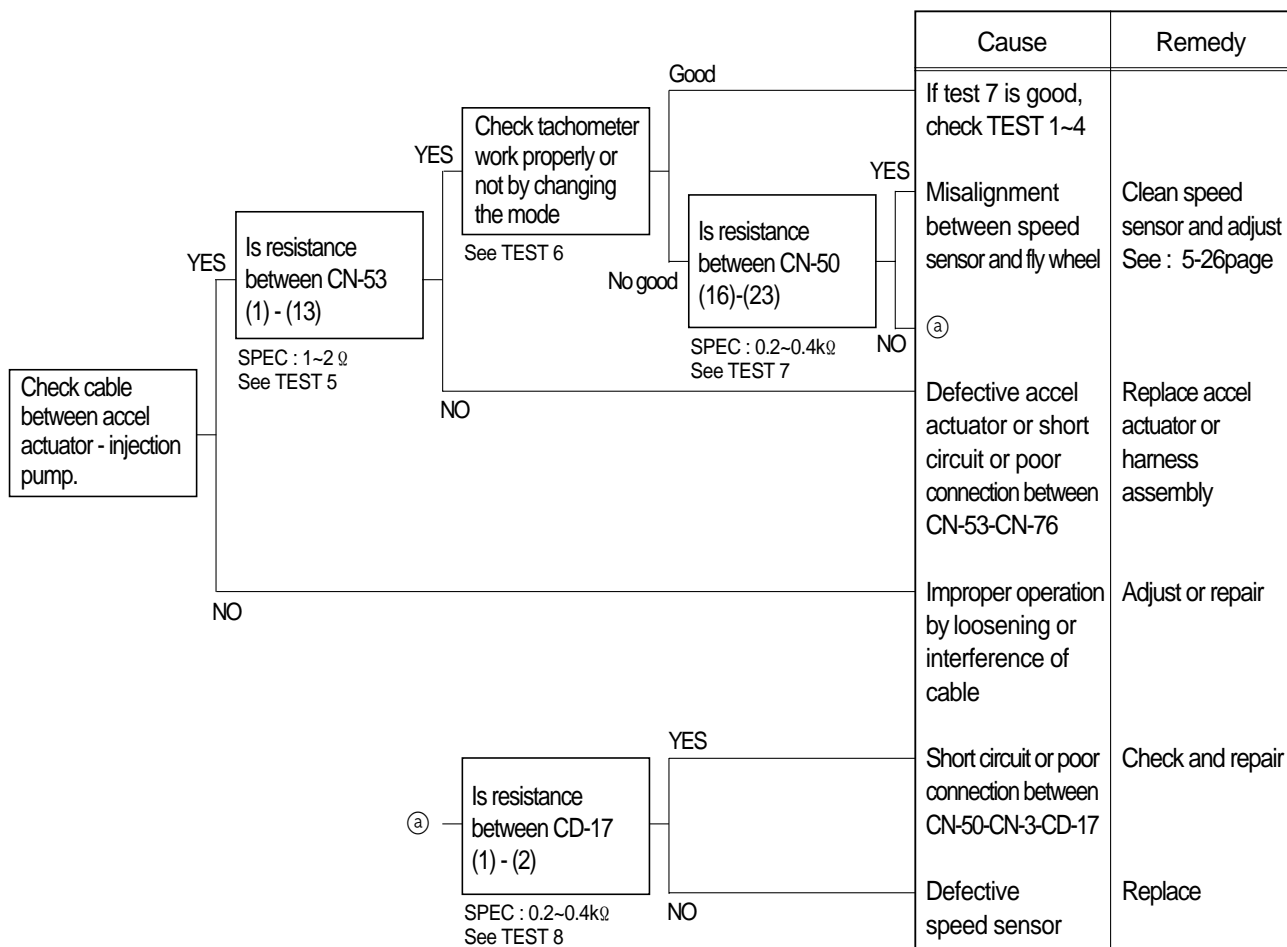 Cause
Remedy
Good
If test 7 is good,
check TEST 1~4
Check tachometer
work properly or
not by changing
the mode
YES
See TEST 6
YES
Misalignment
between speed
sensor and fly wheel
Clean speed
sensor and adjust
See : 5-26page
Is resistance
between CN-53
(1) - (13)
YES
SPEC : 1~2 Ω
See TEST 5
Is resistance
between CN-50
(16)-(23)
No good
SPEC : 0.2~0.4kΩ
See TEST 7
NO
ⓐ
Check cable
between accel
actuator - injection
pump.
NO
Defective accel
actuator or short
circuit or poor
connection between
CN-53-CN-76
Replace accel
actuator or
harness
assembly
NO
Improper operation
by loosening or
interference of
cable
Adjust or repair
ⓐ
Is resistance
between CD-17
(1) - (2)
SPEC : 0.2~0.4kΩ
See TEST 8
YES
Short circuit or poor
connection between
CN-50-CN-3-CD-17
Check and repair
NO
Defective
speed sensor
Replace